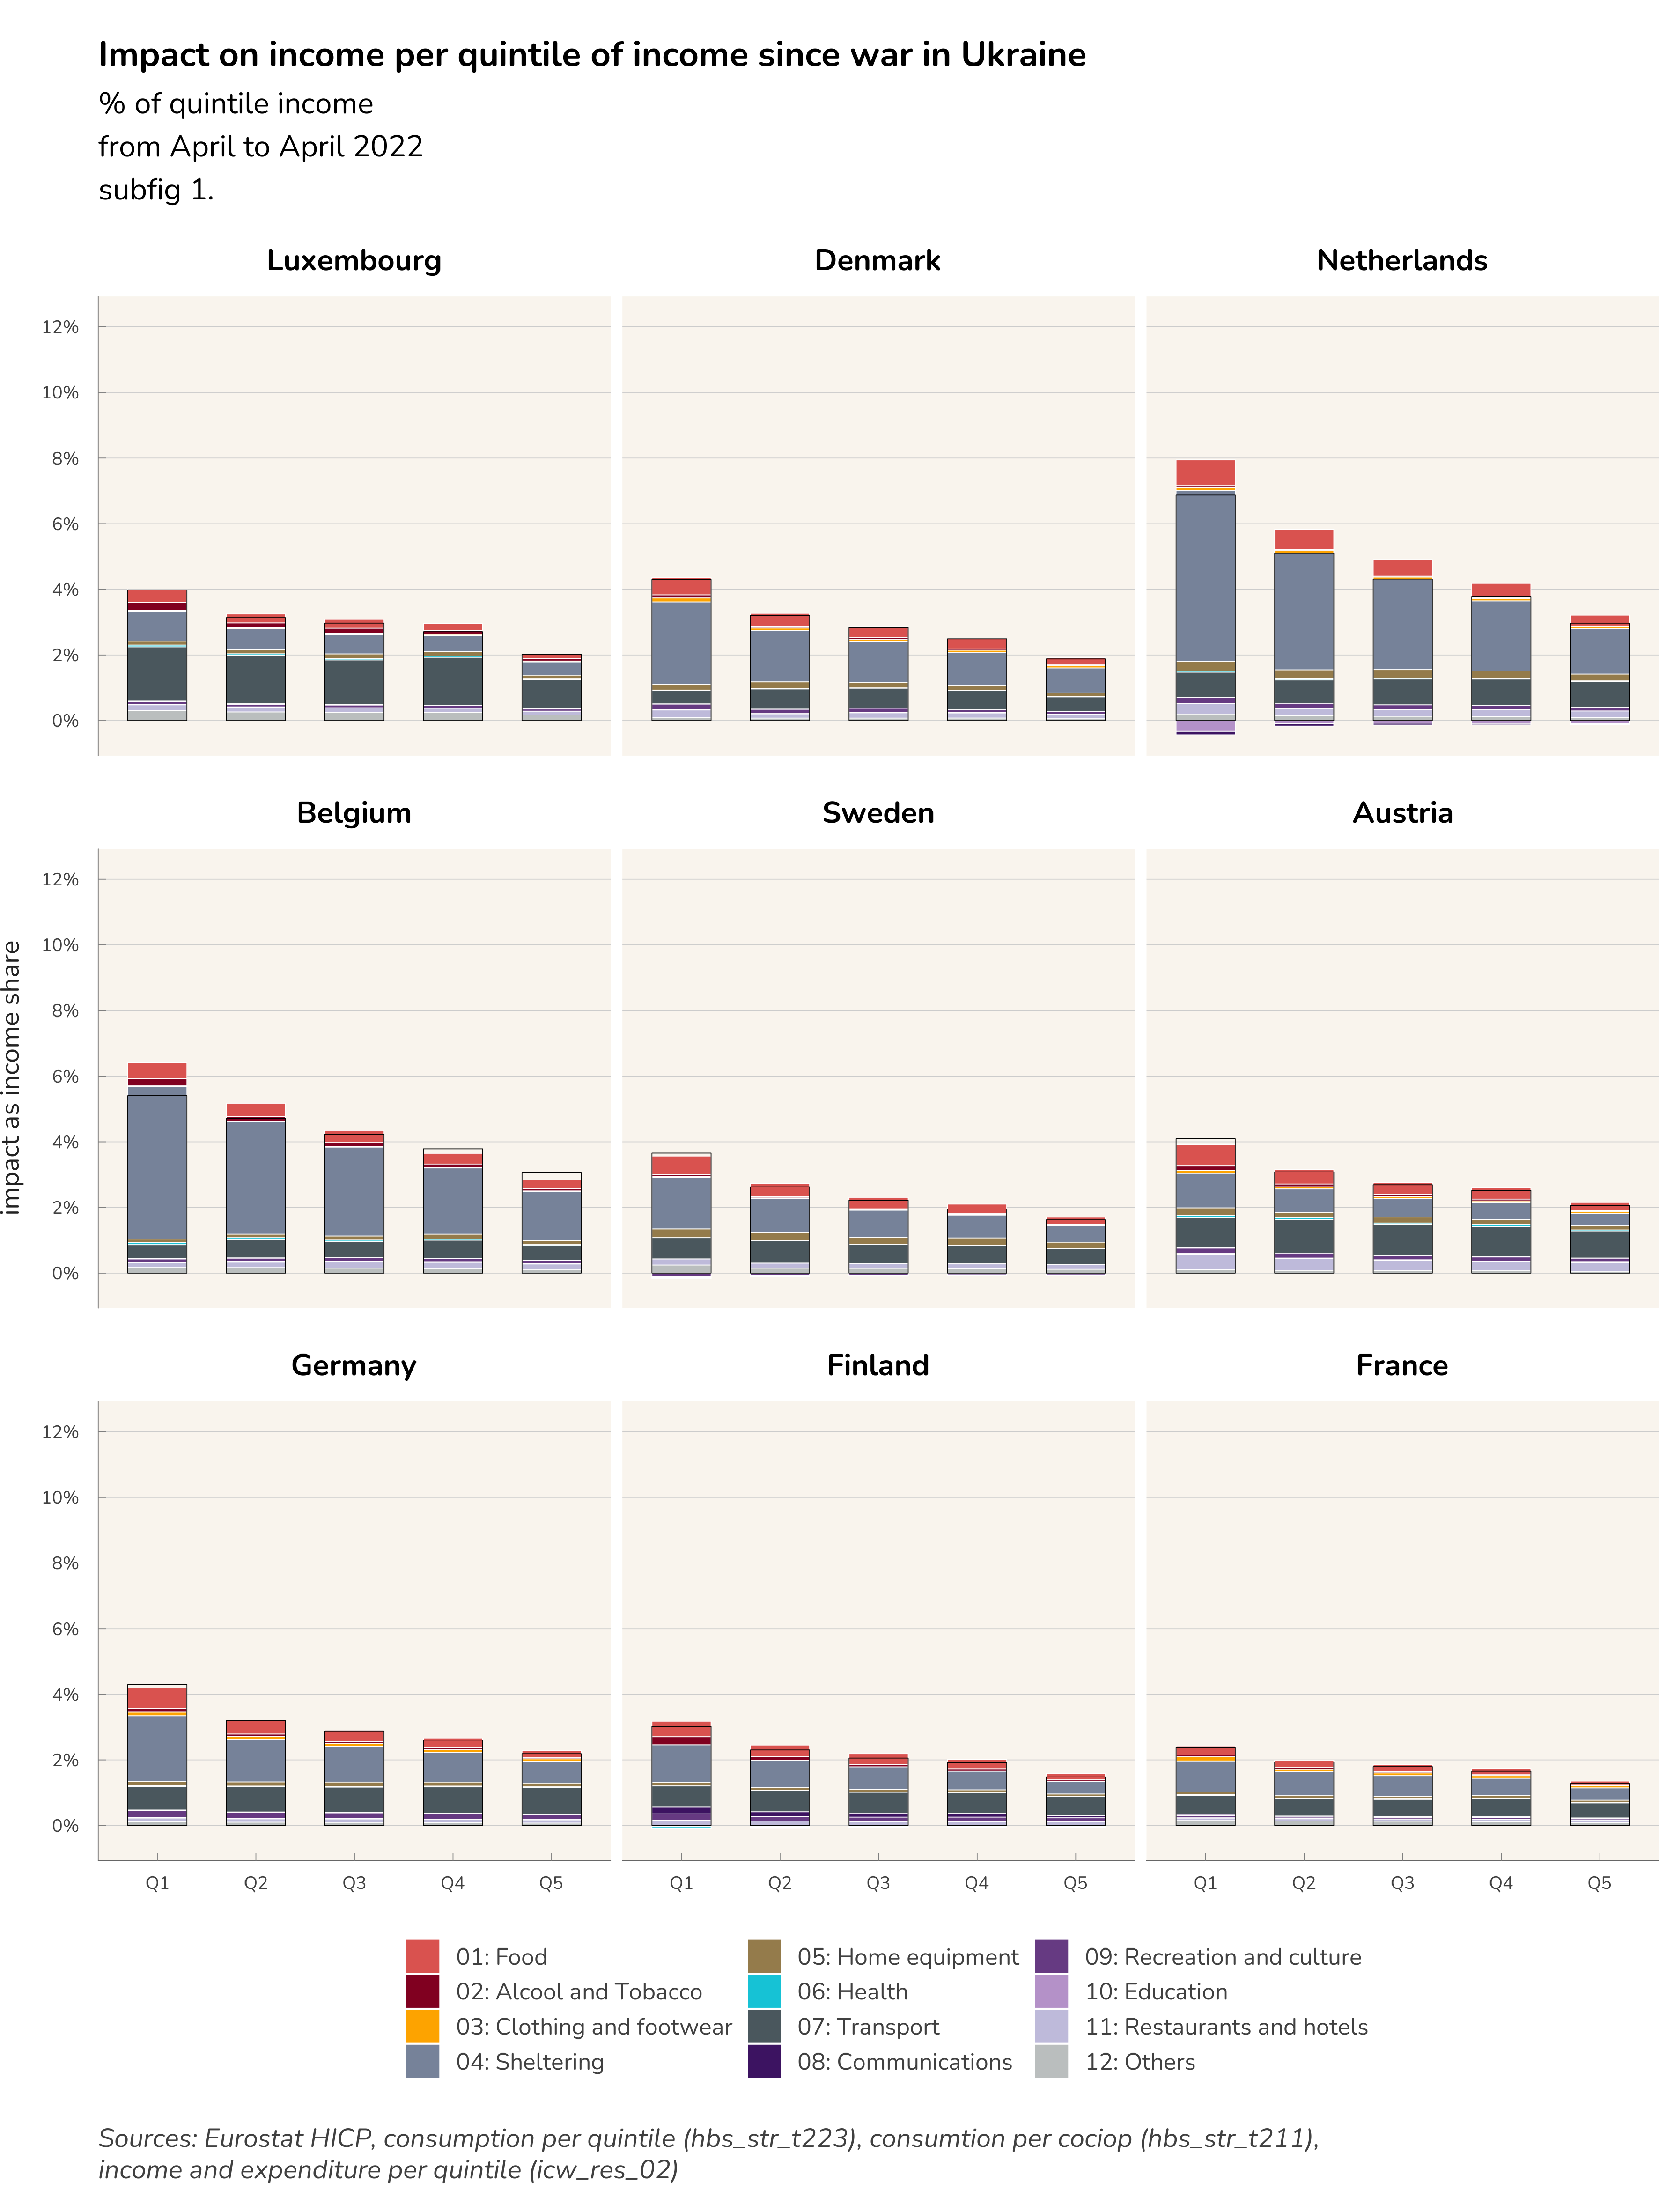 Impact on income per quintile of income since war in Ukraine
% of quintile income
from April to April 2022
subfig 1.
Luxembourg
Denmark
Netherlands
12%
10%
8%
6%
4%
2%
0%
Belgium
Sweden
Austria
impact as income share
12%
10%
8%
6%
4%
2%
0%
Germany
Finland
France
12%
10%
8%
6%
4%
2%
0%
Q1 Q2 Q3 Q4 Q5 Q1 Q2 Q3 Q4 Q5 Q1 Q2 Q3 Q4 Q5
01: Food
02: Alcool and Tobacco
03: Clothing and footwear
04: Sheltering
05: Home equipment
06: Health
07: Transport
08: Communications
09: Recreation and culture
10: Education
11: Restaurants and hotels
12: Others
Sources: Eurostat HICP, consumption per quintile (hbs_str_t223), consumtion per cociop (hbs_str_t211),
income and expenditure per quintile (icw_res_02)